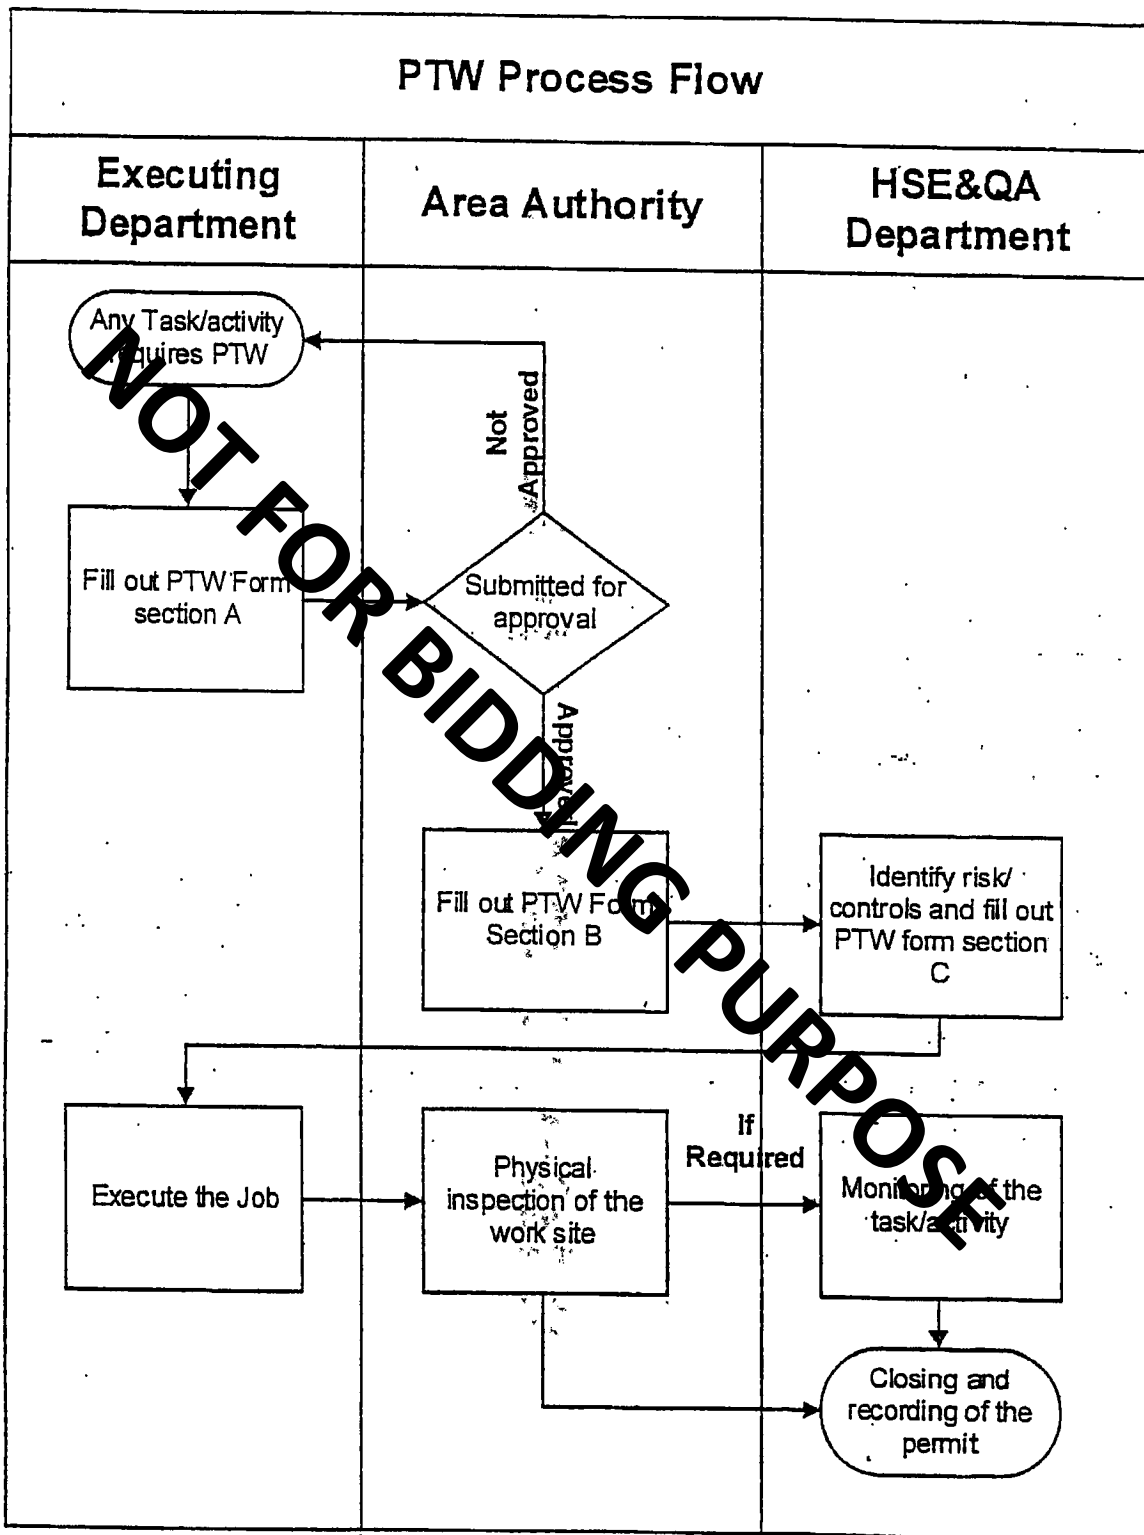 PTW Process Flow
Executing
Department
Area Authority
HSE&QA
Department
Any Task/activity
requires PTW
Not
Approved
Fill out PTW Form
section A
Submitted for
approval
Approved
Fill out PTW Form
Section B
Identify risk/
controls and fill out
PTW form section
C
Execute the Job
Physical
inspection of the
work site
If
Required
Monitoring of the
task/activity
Closing and
recording of the
permit
NOT FOR BIDDING PURPOSE